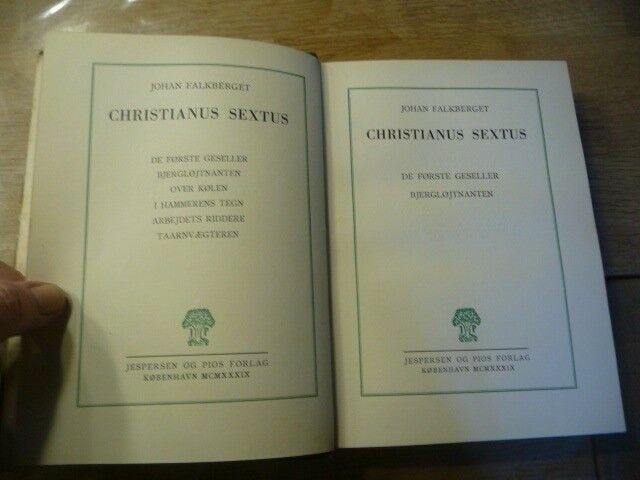 JOHAN FALKBERGET
CHRISTIANUS SEXTUS
DE FØRSTE GESELLER
BJERGLØJTNANTEN
OVER KØLEN
I HAMMERENS TEGN
ARBEJDETS RIDDERE
TAARNVÆGTEREN
JESPERSEN OG PIOS FORLAG
KØBENHAVN MCMXXXIX
JOHAN FALKBERGET
CHRISTIANUS SEXTUS
DE FØRSTE GESELLER
BJERGLØJTNANTEN
JESPERSEN OG PIOS FORLAG
KØBENHAVN MCMXXXIX